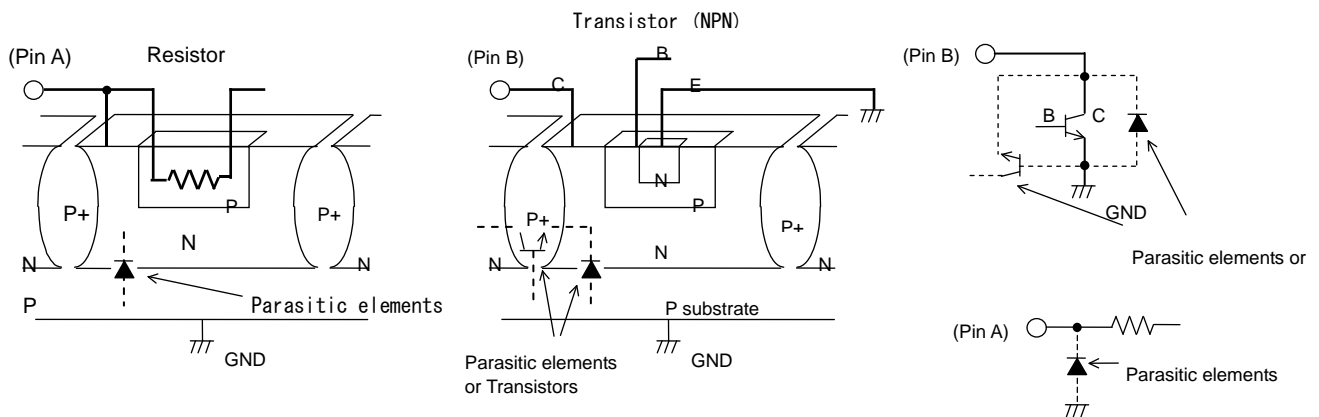 Transistor (NPN)
(Pin A)
Resistor
(Pin B)
B
C
E
P+
P
P+
N
N
N
P
Parasitic elements
GND
N
P
P+
P+
N
N
N
P substrate
GND
Parasitic elements
or Transistors
(Pin B)
B
C
GND
Parasitic elements or
(Pin A)
Parasitic elements